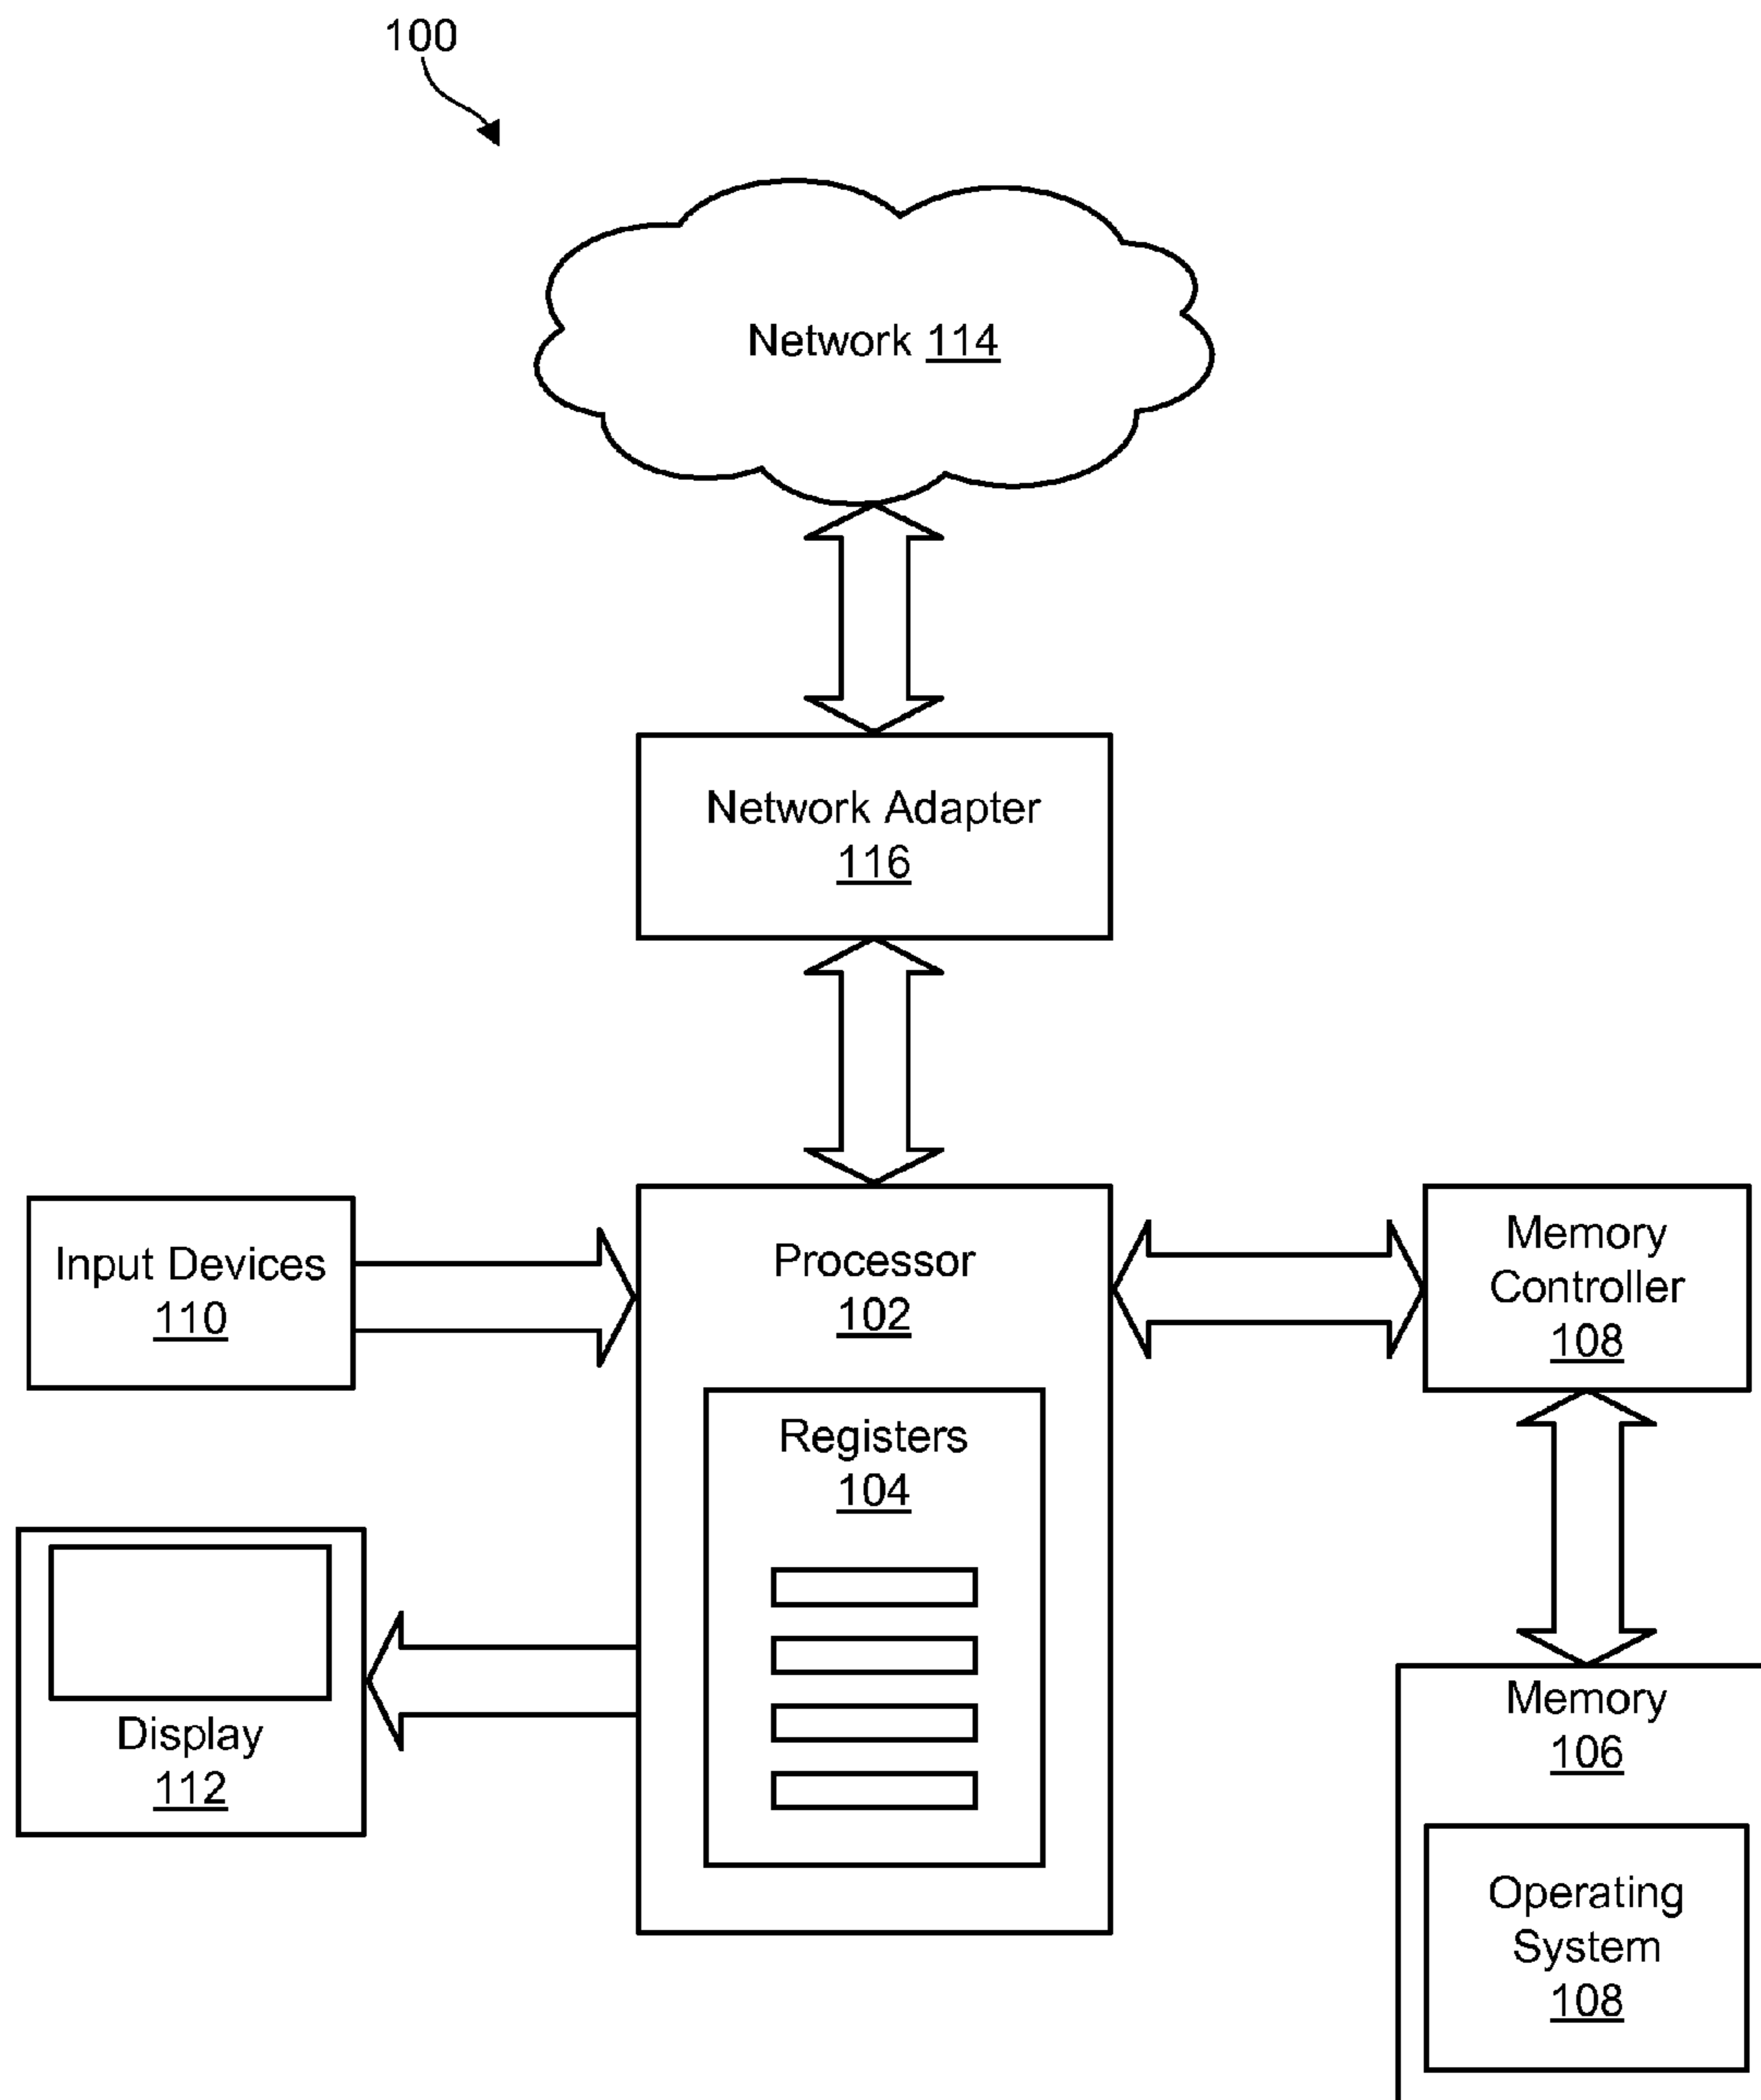 100
Network 114
Network Adapter
116
Input Devices
110
Processor
102
Memory
Controller
108
Registers
104
Display
112
Memory
106
Operating
System
108